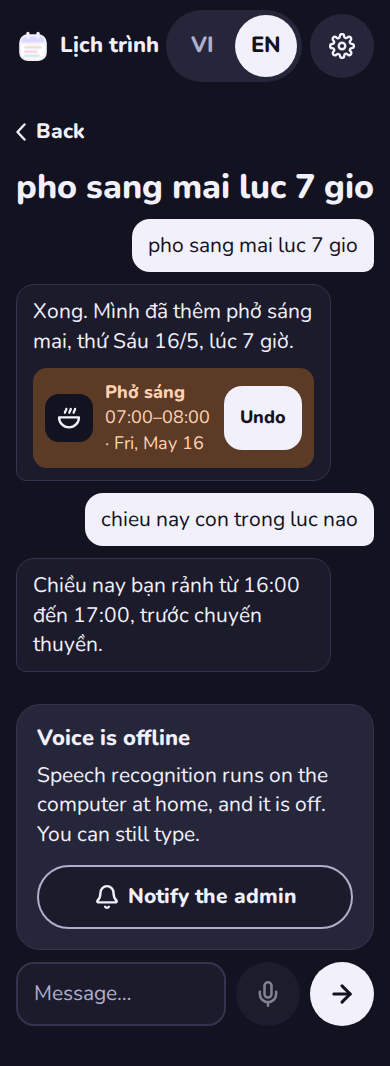 Lịch trình
VI
EN
Back
pho sang mai luc 7 gio
pho sang mai luc 7 gio
Xong. Mình đã thêm phở sáng
mai, thứ Sáu 16/5, lúc 7 giờ.
Phở sáng
07:00–08:00
· Fri, May 16
Undo
chieu nay con trong luc nao
Chiều nay bạn rảnh từ 16:00
đến 17:00, trước chuyến
thuyền.
Voice is offline
Speech recognition runs on the
computer at home, and it is off.
You can still type.
Notify the admin
Message...